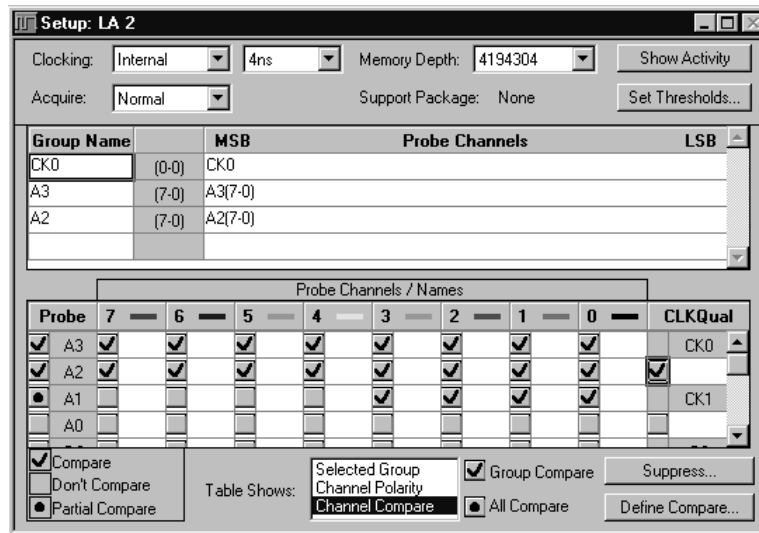 Setup: LA 2
Clocking: Internal 4ns Memory Depth: 4194304 Show Activity
Acquire: Normal Support Package: None Set Thresholds...
Group Name MSB Probe Channels LSB
CK0 (0-0) CK0
A3 (7-0) A3(7-0)
A2 (7-0) A2(7-0)
Probe Channels / Names
Probe 7 6 5 4 3 2 1 0 CLKQual
A3 CK0
A2
A1 CK1
A0
Compare
Don't Compare
Partial Compare
Table Shows:
Selected Group
Channel Polarity
Channel Compare
Group Compare Suppress...
All Compare Define Compare...